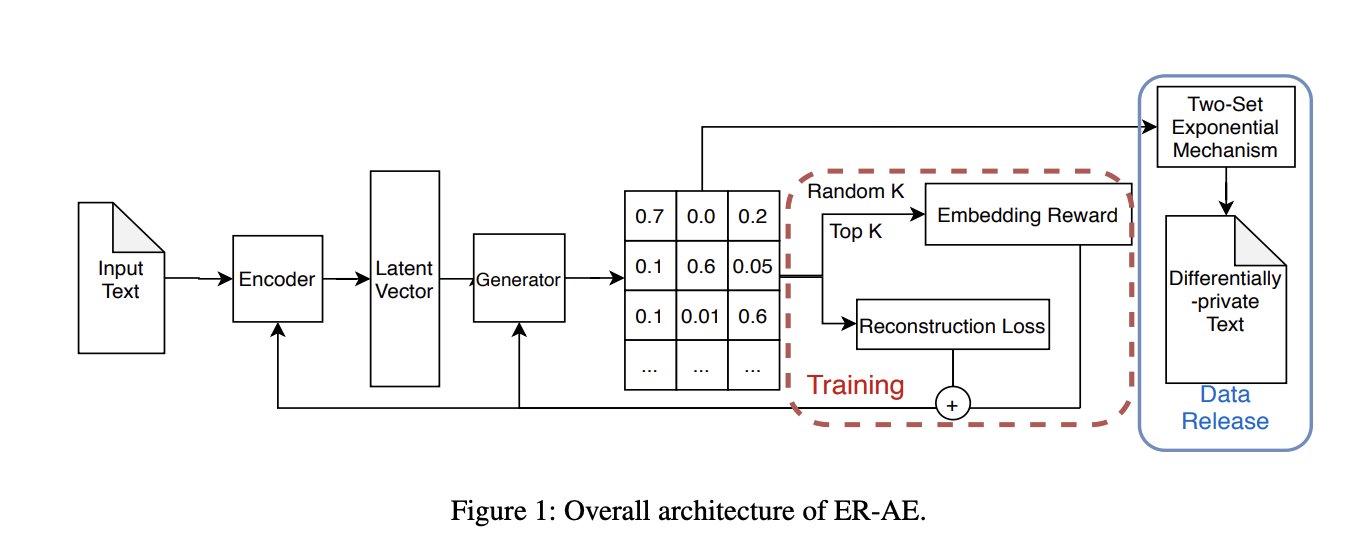 Input
Text
Encoder
Latent
Vector
Generator
0.7 0.0 0.2
0.1 0.6 0.05
0.1 0.01 0.6
... ... ...
Random K
Top K
Embedding Reward
Reconstruction Loss
+
Training
Two-Set
Exponential
Mechanism
Differentially
-private
Text
Data
Release
Figure 1: Overall architecture of ER-AE.